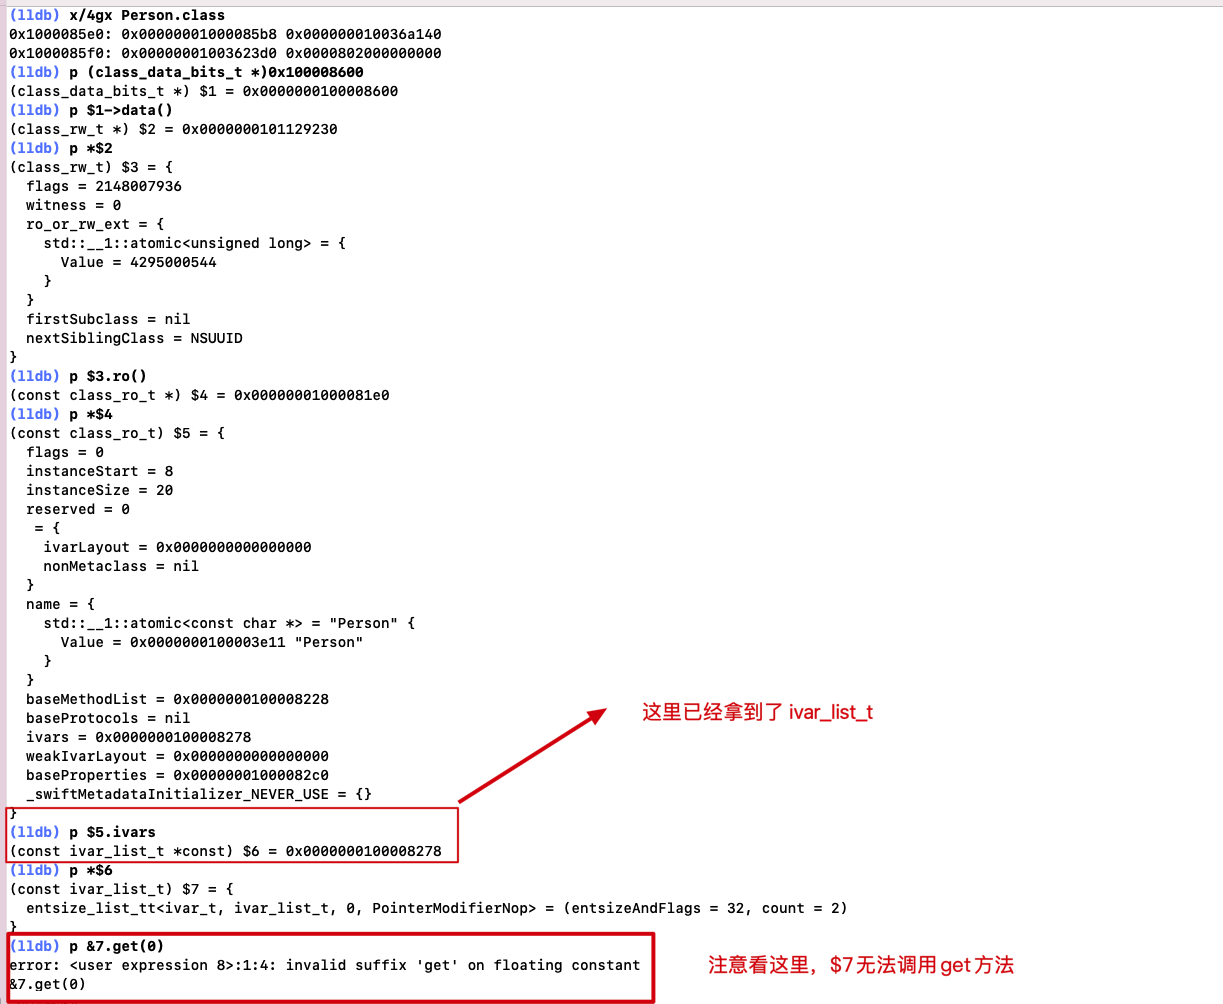 (lldb) x/4gx Person.class
0x1000085e0: 0x00000001000085b8 0x000000010036a140
0x1000085f0: 0x00000001003623d0 0x0000802000000000
(lldb) p (class_data_bits_t *)0x100008600
(class_data_bits_t *) $1 = 0x0000000100008600
(lldb) p $1->data()
(class_rw_t *) $2 = 0x0000000101129230
(lldb) p *$2
(class_rw_t) $3 = {
  flags = 2148007936
  witness = 0
  ro_or_rw_ext = {
    std::__1::atomic<unsigned long> = {
      Value = 4295000544
    }
  }
  firstSubclass = nil
  nextSiblingClass = NSUUID
}
(lldb) p $3.ro()
(const class_ro_t *) $4 = 0x00000001000081e0
(lldb) p *$4
(const class_ro_t) $5 = {
  flags = 0
  instanceStart = 8
  instanceSize = 20
  reserved = 0
   = {
    ivarLayout = 0x0000000000000000
    nonMetaclass = nil
  }
  name = {
    std::__1::atomic<const char *> = "Person" {
      Value = 0x0000000100003e11 "Person"
    }
  }
  baseMethodList = 0x0000000100008228
  baseProtocols = nil
  ivars = 0x0000000100008278
  weakIvarLayout = 0x0000000000000000
  baseProperties = 0x00000001000082c0
  _swiftMetadataInitializer_NEVER_USE = {}
}
这里已经拿到了 ivar_list_t
(lldb) p $5.ivars
(const ivar_list_t *const) $6 = 0x0000000100008278
(lldb) p *$6
(const ivar_list_t) $7 = {
  entsize_list_tt<ivar_t, ivar_list_t, 0, PointerModifierNop> = (entsizeAndFlags = 32, count = 2)
}
(lldb) p &7.get(0)
error: <user expression 8>:1:4: invalid suffix 'get' on floating constant
&7.get(0)
注意看这里，$7无法调用get方法